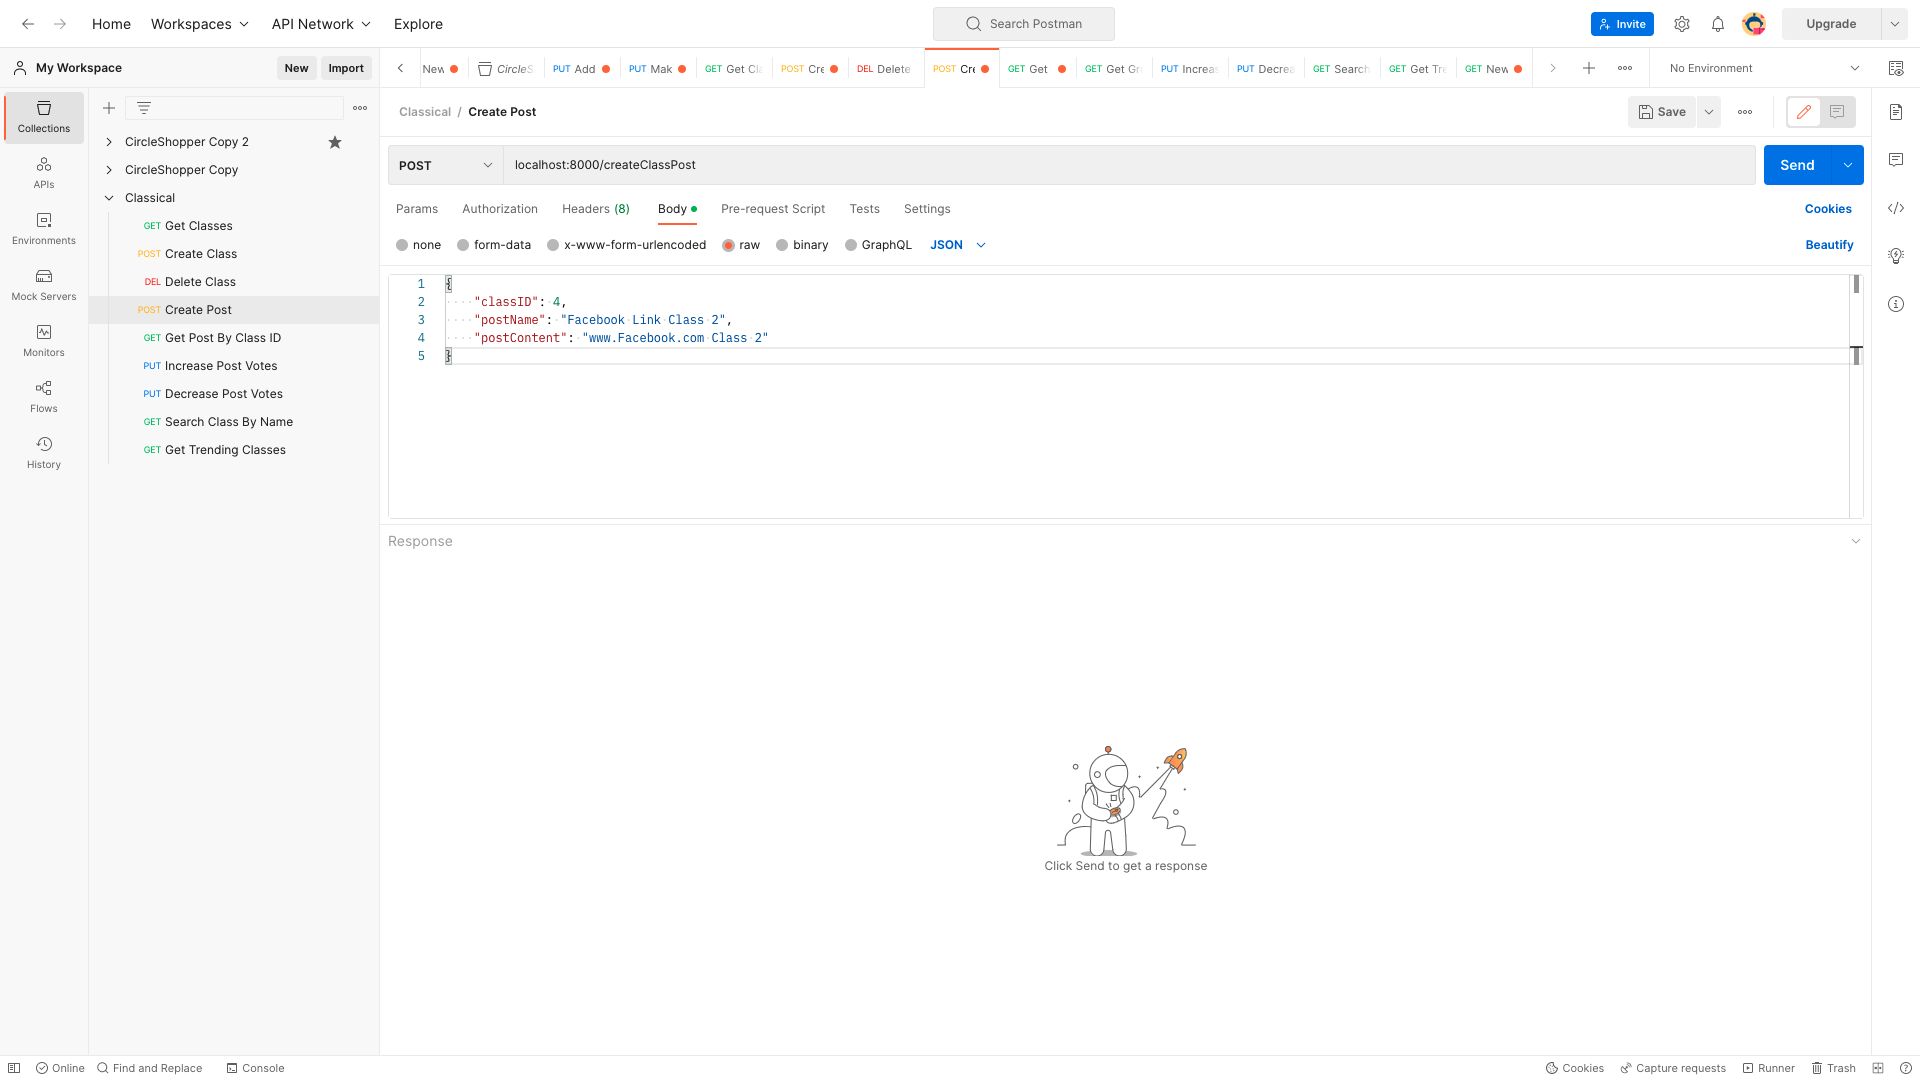 Home Workspaces API Network Explore Search Postman Invite Upgrade
My Workspace New Import
New CircleS PUT Add PUT Mak GET Get Cla POST Cre DEL Delete POST Cre GET Get GET Get Gr PUT Increas PUT Decrea GET Search GET Get Tre GET New No Environment
Collections
APIs
Environments
Mock Servers
Monitors
Flows
History
CircleShopper Copy 2
CircleShopper Copy
Classical
GET Get Classes
POST Create Class
DEL Delete Class
POST Create Post
GET Get Post By Class ID
PUT Increase Post Votes
PUT Decrease Post Votes
GET Search Class By Name
GET Get Trending Classes
Classical / Create Post Save
POST localhost:8000/createClassPost Send
Params Authorization Headers (8) Body Pre-request Script Tests Settings Cookies
none form-data x-www-form-urlencoded raw binary GraphQL JSON Beautify
1 {
2 "classID": 4,
3 "postName": "Facebook Link Class 2",
4 "postContent": "www.Facebook.com Class 2"
5 }
Response
Click Send to get a response
Online Find and Replace Console Cookies Capture requests Runner Trash